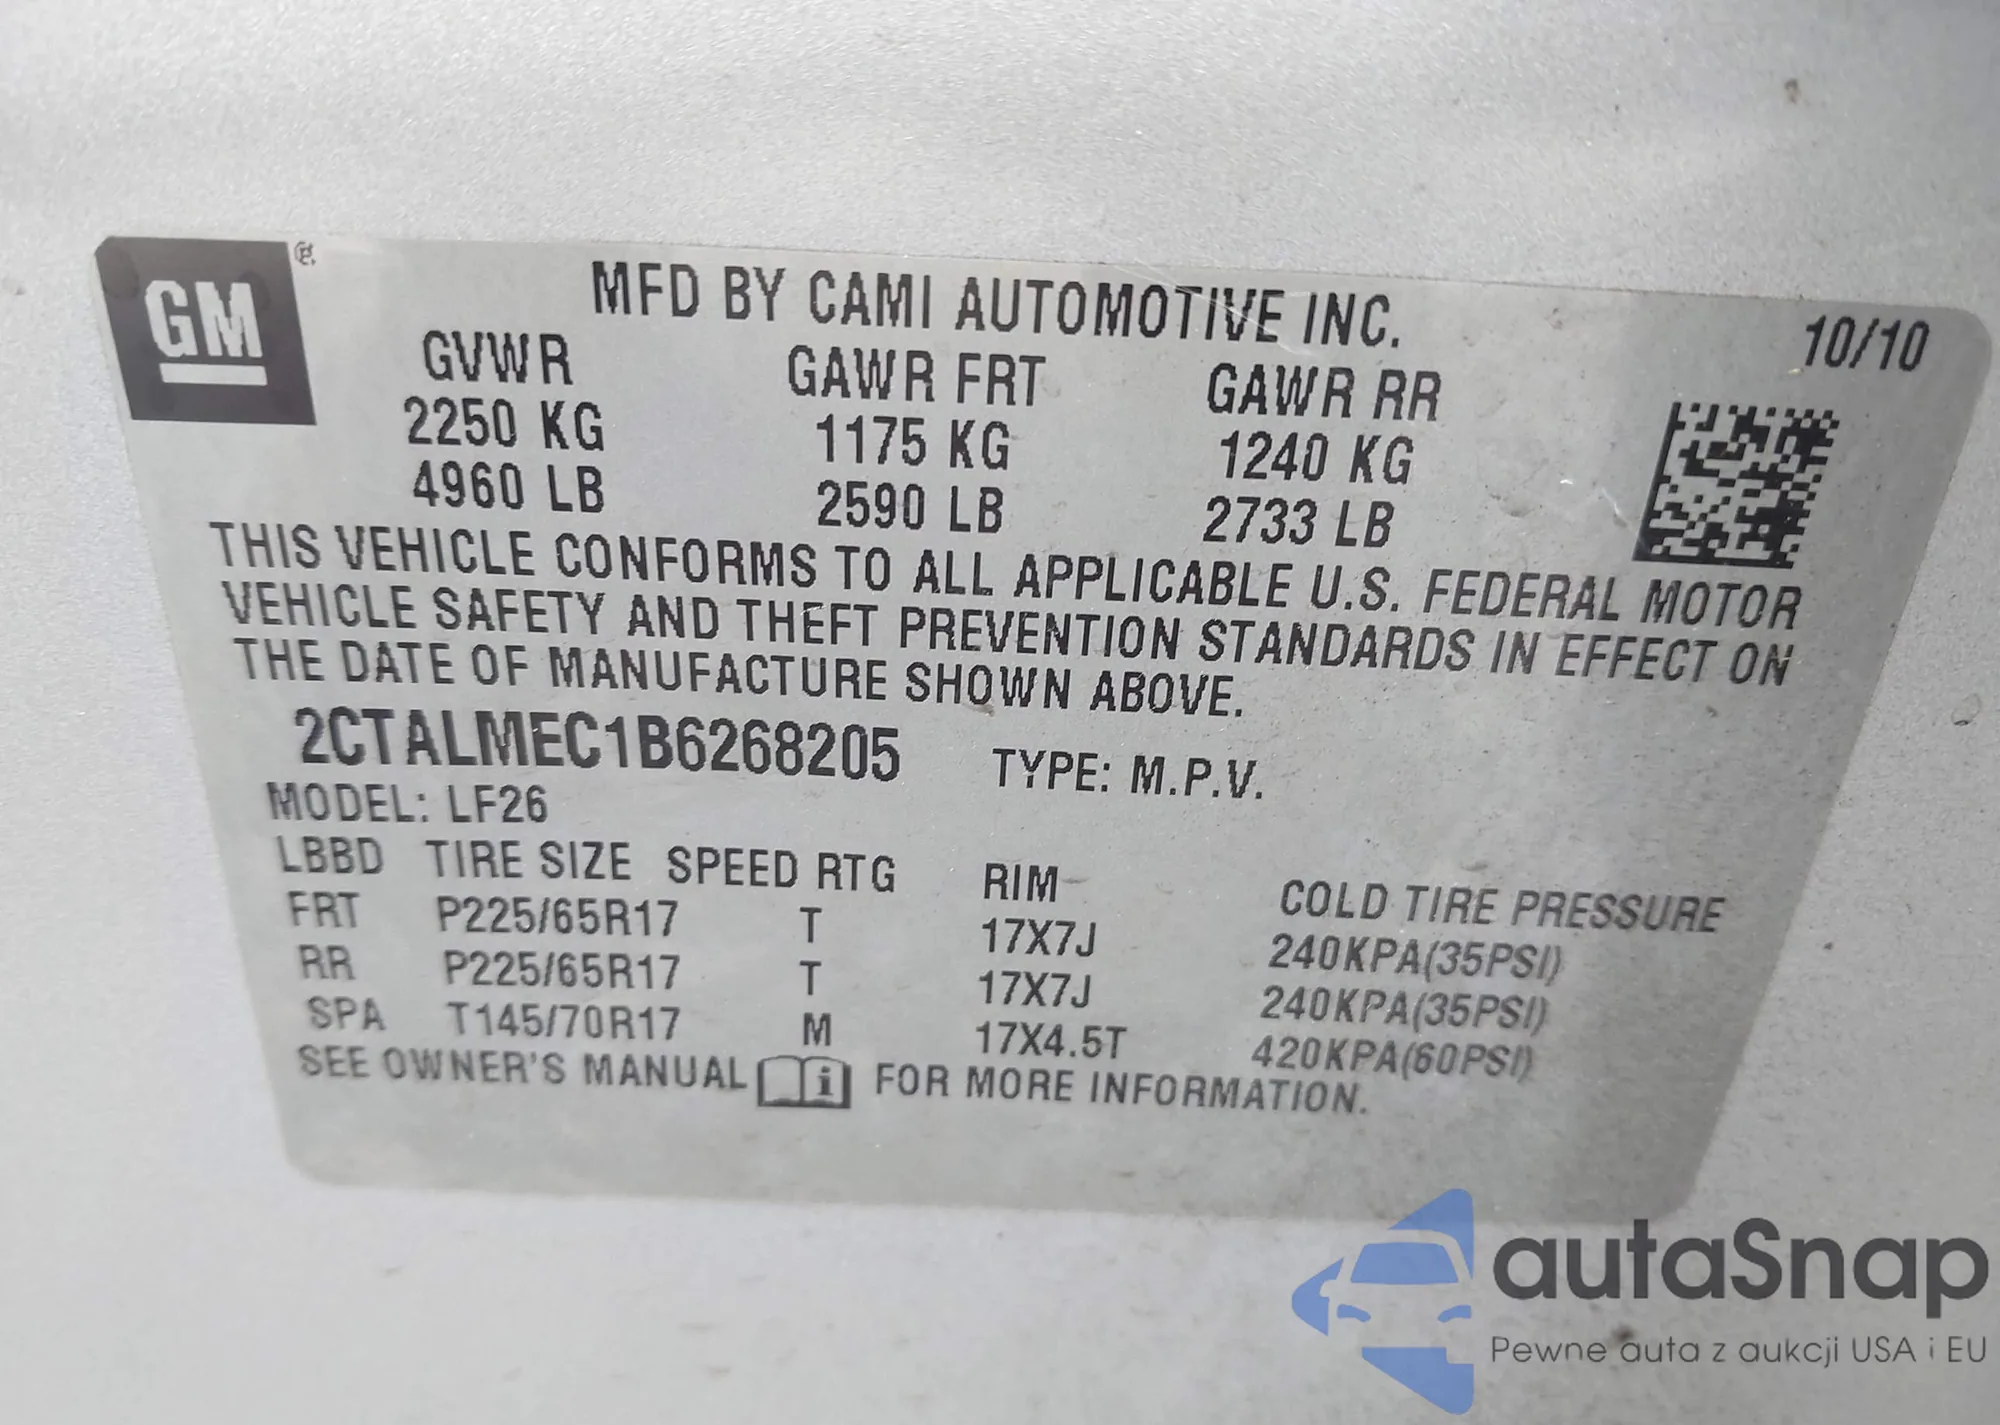 GM ®
MFD BY CAMI AUTOMOTIVE INC.
10/10
GVWR GAWR FRT GAWR RR
2250 KG 1175 KG 1240 KG
4960 LB 2590 LB 2733 LB
THIS VEHICLE CONFORMS TO ALL APPLICABLE U.S. FEDERAL MOTOR
VEHICLE SAFETY AND THEFT PREVENTION STANDARDS IN EFFECT ON
THE DATE OF MANUFACTURE SHOWN ABOVE.
2CTALMEC1B6268205 TYPE: M.P.V.
MODEL: LF26
LBBD TIRE SIZE SPEED RTG RIM COLD TIRE PRESSURE
FRT P225/65R17 T 17X7J 240KPA(35PSI)
RR P225/65R17 T 17X7J 240KPA(35PSI)
SPA T145/70R17 M 17X4.5T 420KPA(60PSI)
SEE OWNER'S MANUAL i FOR MORE INFORMATION.
autaSnap
Pewne auta z aukcji USA i EU